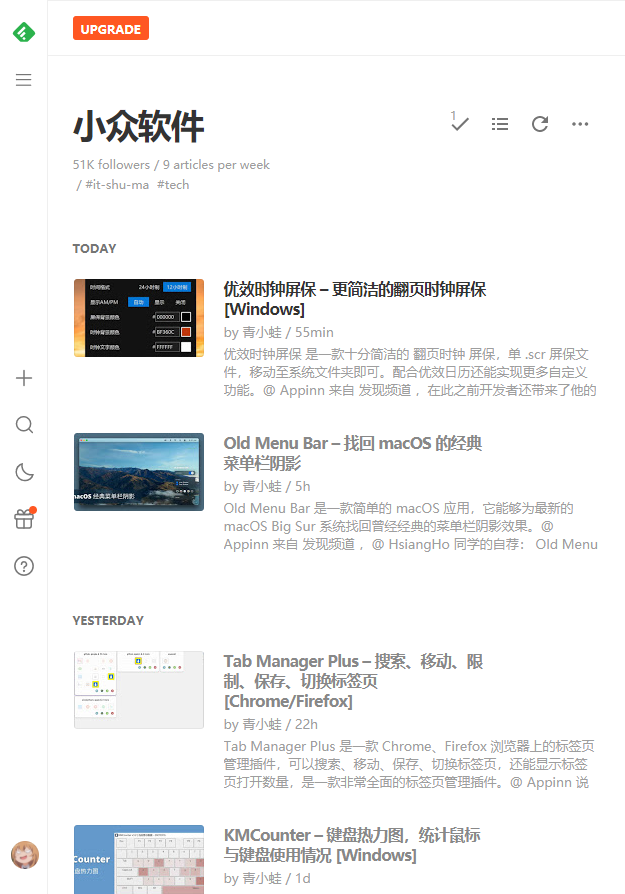 UPGRADE
小众软件
1
51K followers / 9 articles per week
/ #it-shu-ma #tech
TODAY
时间格式 24小时制 12小时制
显示AM/PM 自动 显示 关闭
屏保背景颜色 # 000000
时钟背景颜色 # BF360C
时钟文字颜色 # FFFFFF
优效时钟屏保 – 更简洁的翻页时钟屏保
[Windows]
by 青小蛙 / 55min
优效时钟屏保 是一款十分简洁的 翻页时钟 屏保，单 .scr 屏保文
件，移动至系统文件夹即可。配合优效日历还能实现更多自定义
功能。@ Appinn 来自 发现频道 ，在此之前开发者还带来了他的
acOS 经典菜单栏阴影
Old Menu Bar – 找回 macOS 的经典
菜单栏阴影
by 青小蛙 / 5h
Old Menu Bar 是一款简单的 macOS 应用，它能够为最新的
macOS Big Sur 系统找回曾经经典的菜单栏阴影效果。@
Appinn 来自 发现频道 ，@ HsiangHo 同学的自荐： Old Menu
YESTERDAY
Tab Manager Plus – 搜索、移动、限
制、保存、切换标签页
[Chrome/Firefox]
by 青小蛙 / 22h
Tab Manager Plus 是一款 Chrome、Firefox 浏览器上的标签页
管理插件，可以搜索、移动、保存、切换标签页，还能显示标签
页打开数量，是一款非常全面的标签页管理插件。@ Appinn 说
Counter
盘热力图
KMCounter – 键盘热力图，统计鼠标
与键盘使用情况 [Windows]
by 青小蛙 / 1d